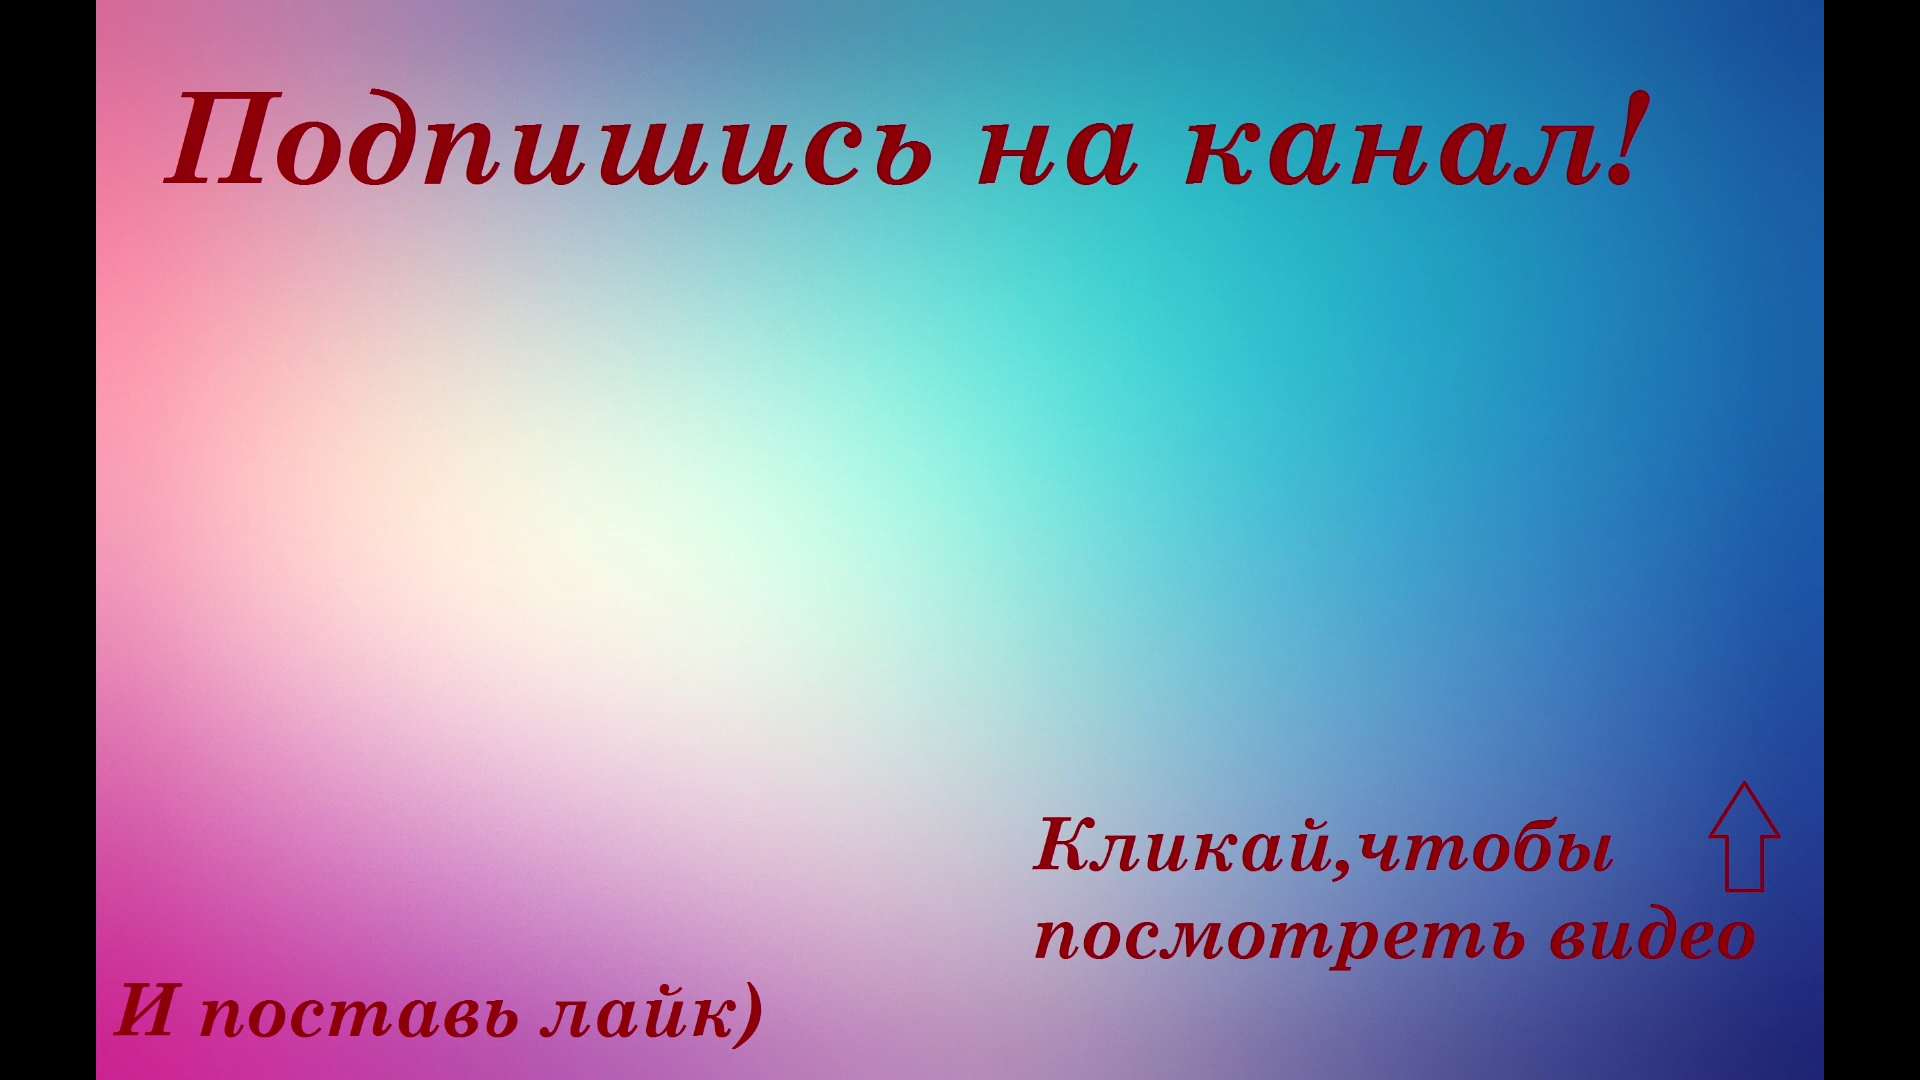 Подпишись на канал!
Кликай,чтобы
посмотреть видео
И поставь лайк)